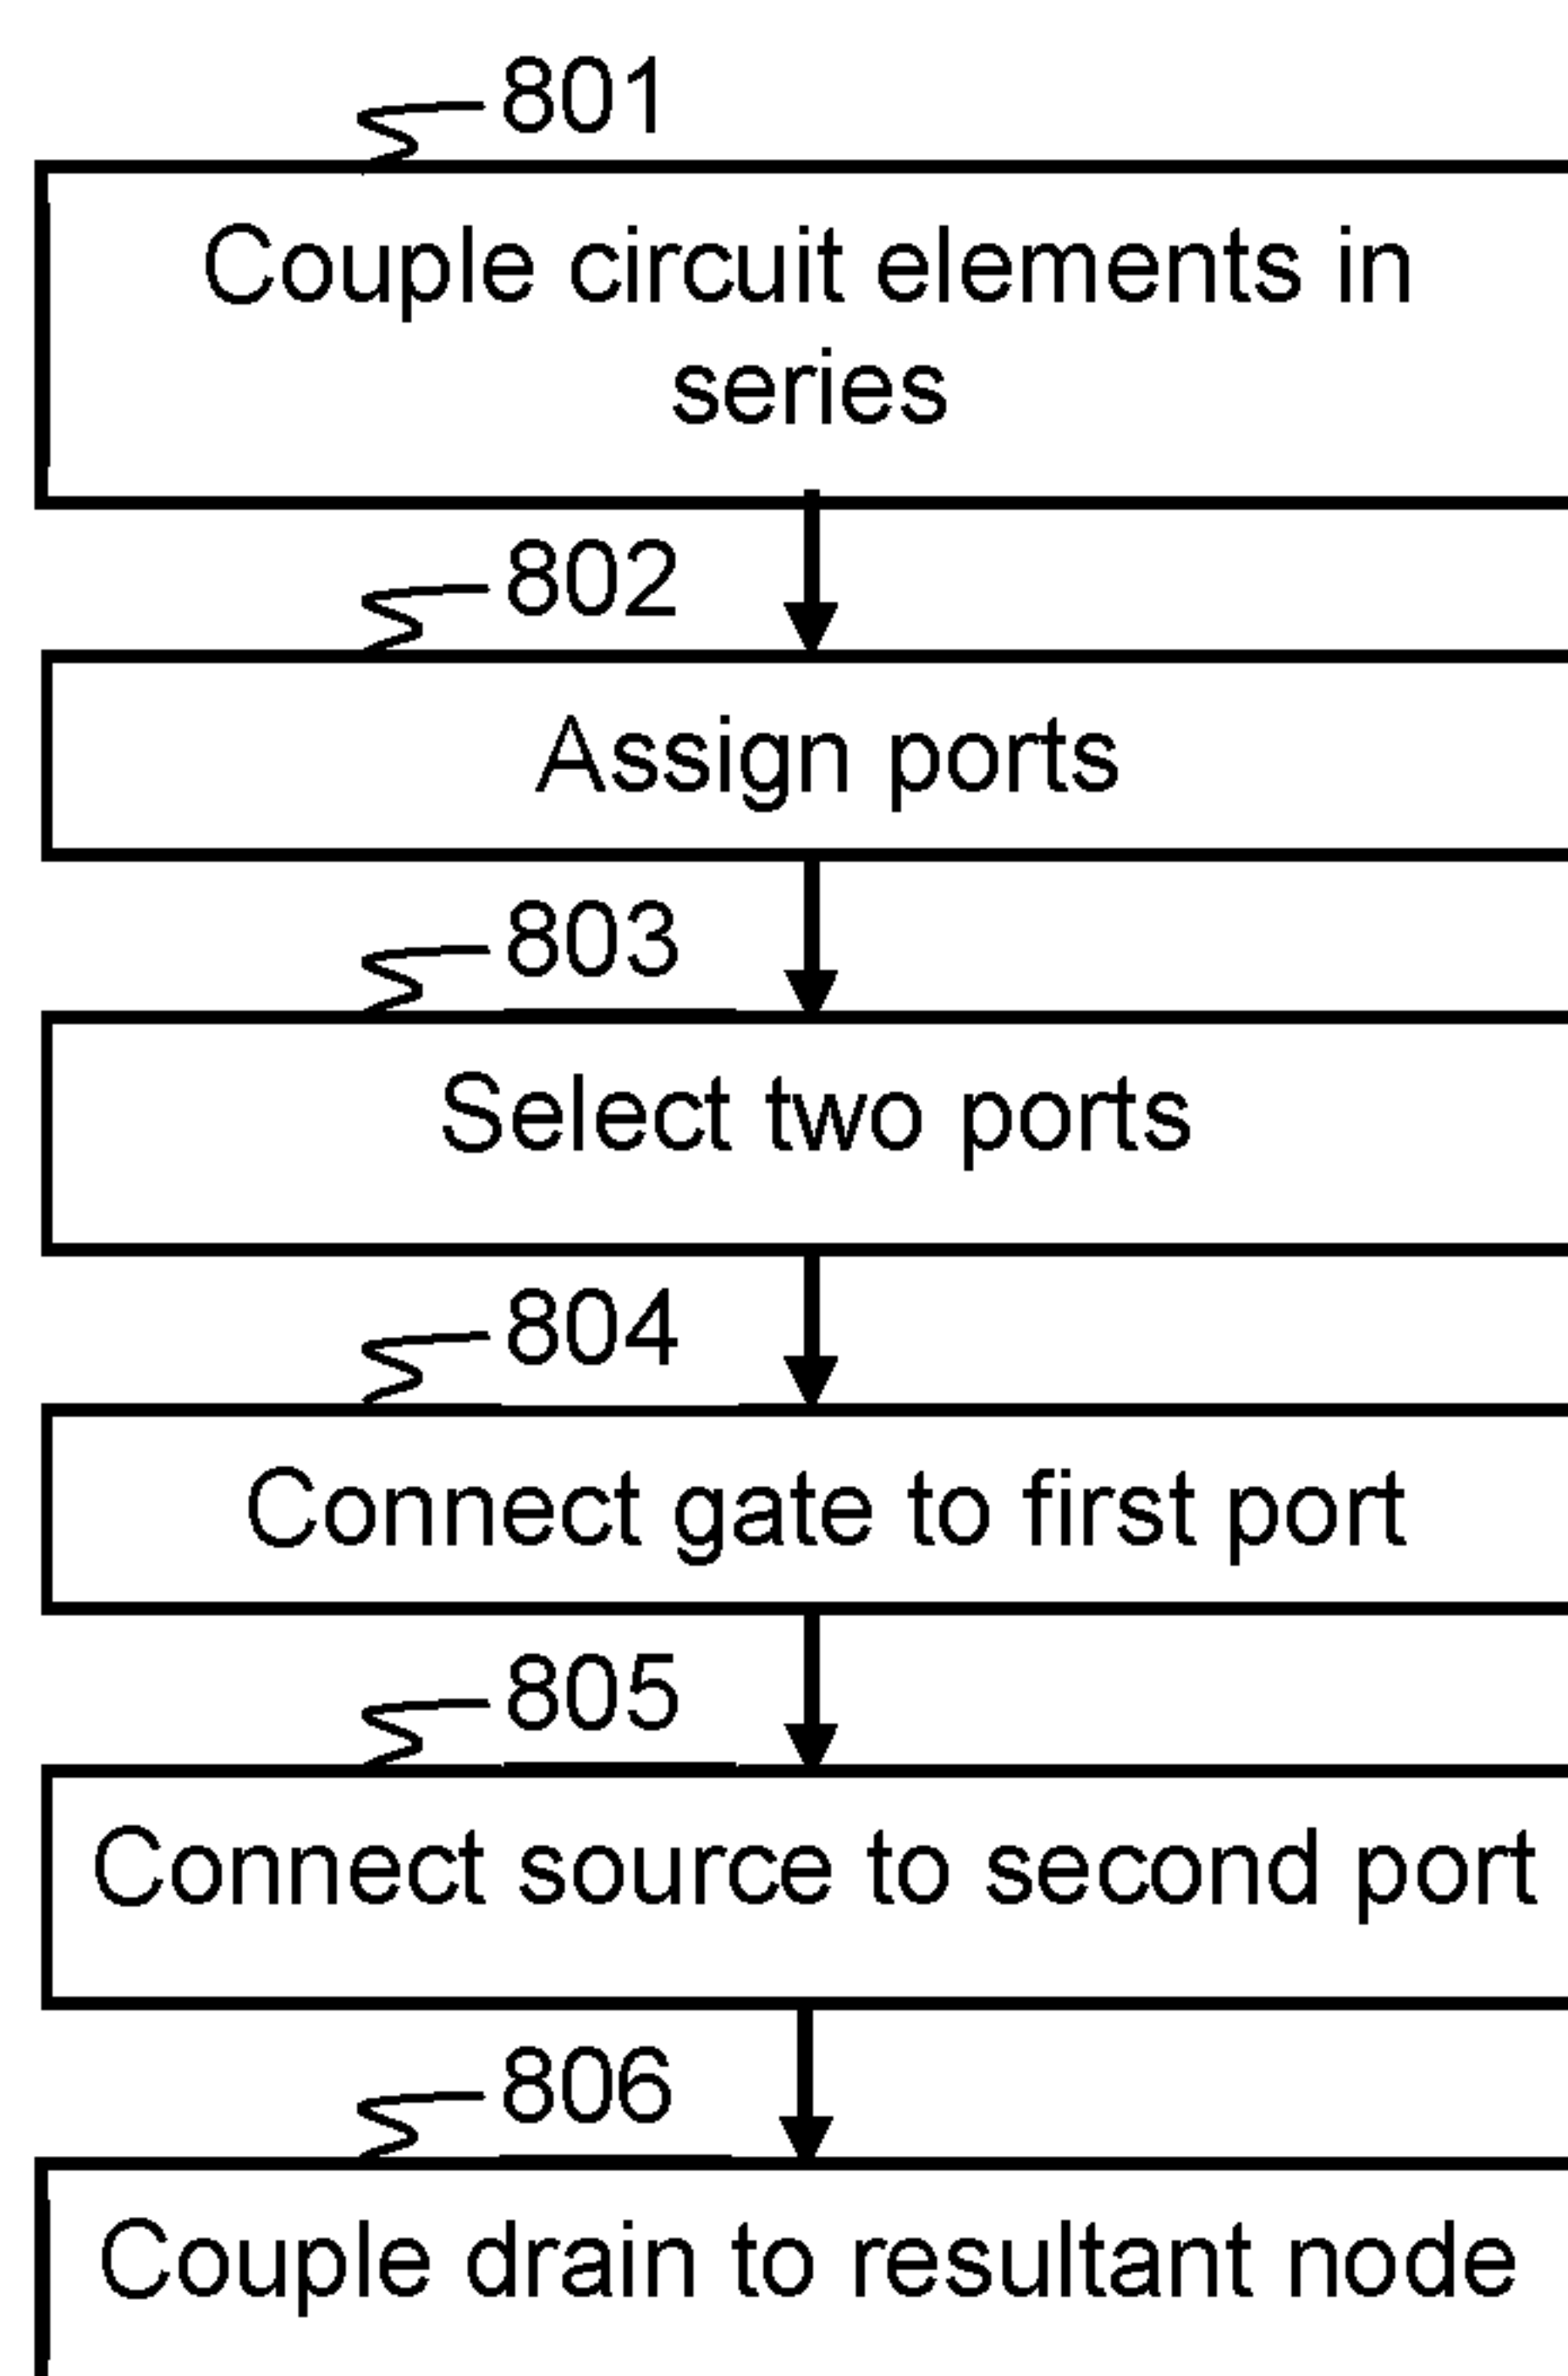 801
Couple circuit elements in
series
802
Assign ports
803
Select two ports
804
Connect gate to first port
805
Connect source to second port
806
Couple drain to resultant node